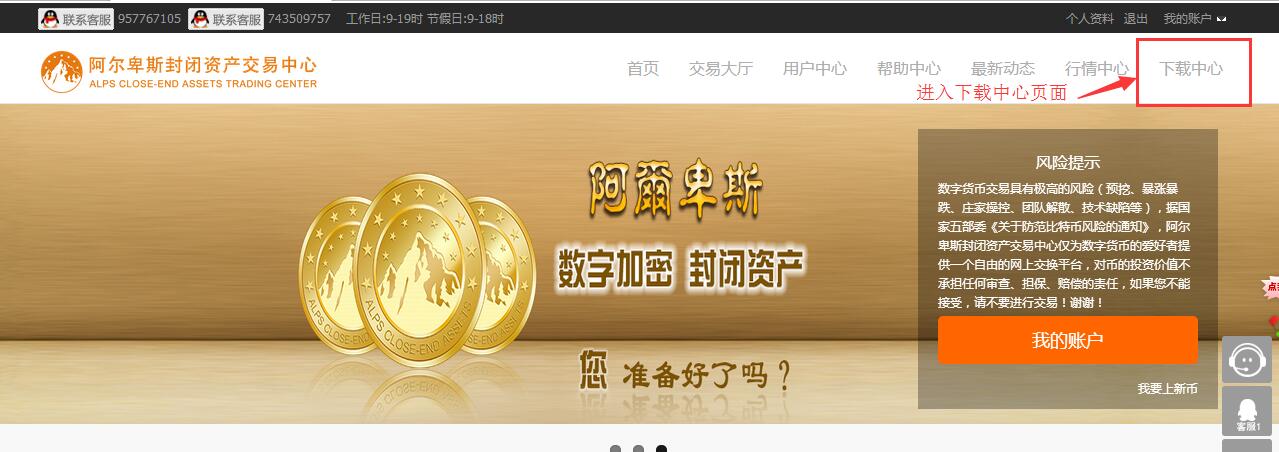 联系客服 957767105 联系客服 743509757 工作日:9-19时 节假日:9-18时 个人资料 退出 我的账户
阿尔卑斯封闭资产交易中心
ALPS CLOSE-END ASSETS TRADING CENTER
首页 交易大厅 用户中心 帮助中心 最新动态 行情中心 下载中心
进入下载中心页面
阿爾卑斯
数字加密 封闭资产
您 准备好了吗？
ALPS CLOSE-END ASSETS
风险提示
数字货币交易具有极高的风险（预挖、暴涨暴
跌、庄家操控、团队解散、技术缺陷等），据国
家五部委《关于防范比特币风险的通知》，阿尔
卑斯封闭资产交易中心仅为数字货币的爱好者提
供一个自由的网上交换平台，对币的投资价值不
承担任何审查、担保、赔偿的责任，如果您不能
接受，请不要进行交易！谢谢！
我的账户
我要上新币
客服1